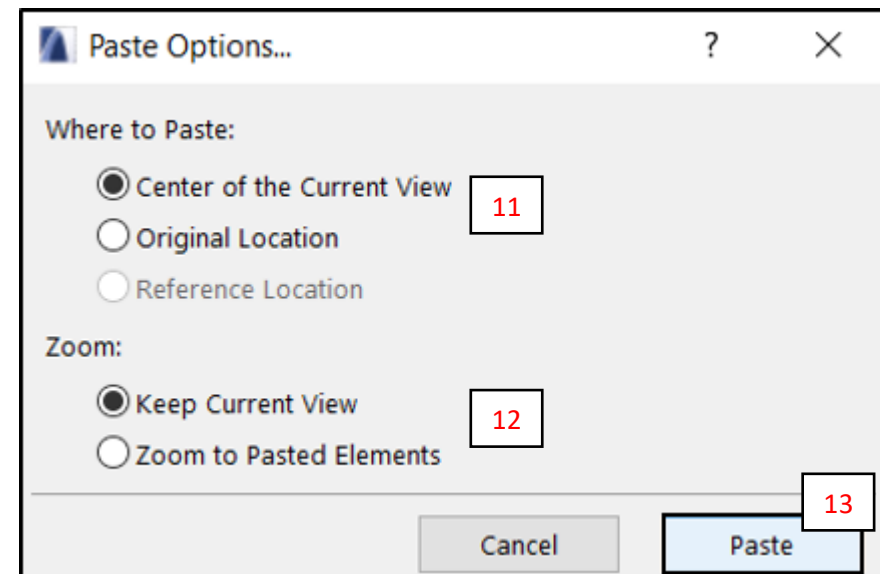 Paste Options...
?
Where to Paste:
Center of the Current View
11
Original Location
Reference Location
Zoom:
Keep Current View
12
Zoom to Pasted Elements
13
Cancel
Paste